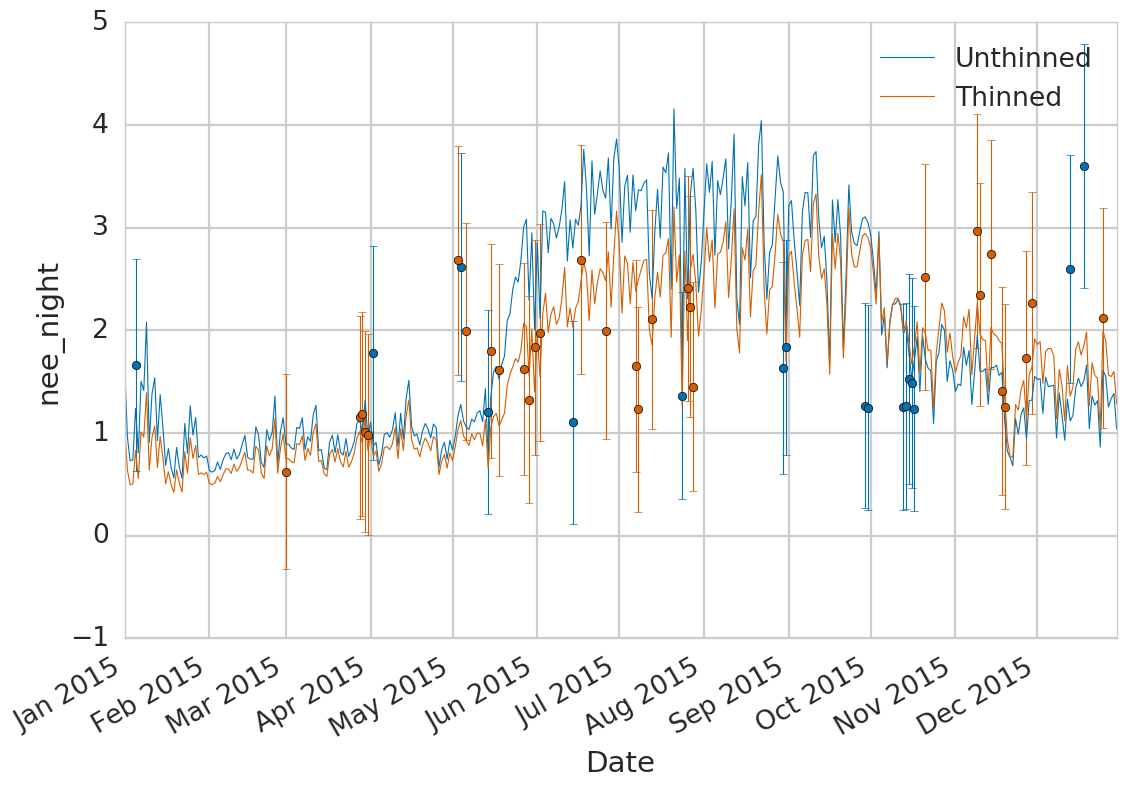 5
4
3
2
1
0
−1
nee_night
Unthinned
Thinned
Jan 2015
Feb 2015
Mar 2015
Apr 2015
May 2015
Jun 2015
Jul 2015
Aug 2015
Sep 2015
Oct 2015
Nov 2015
Dec 2015
Date